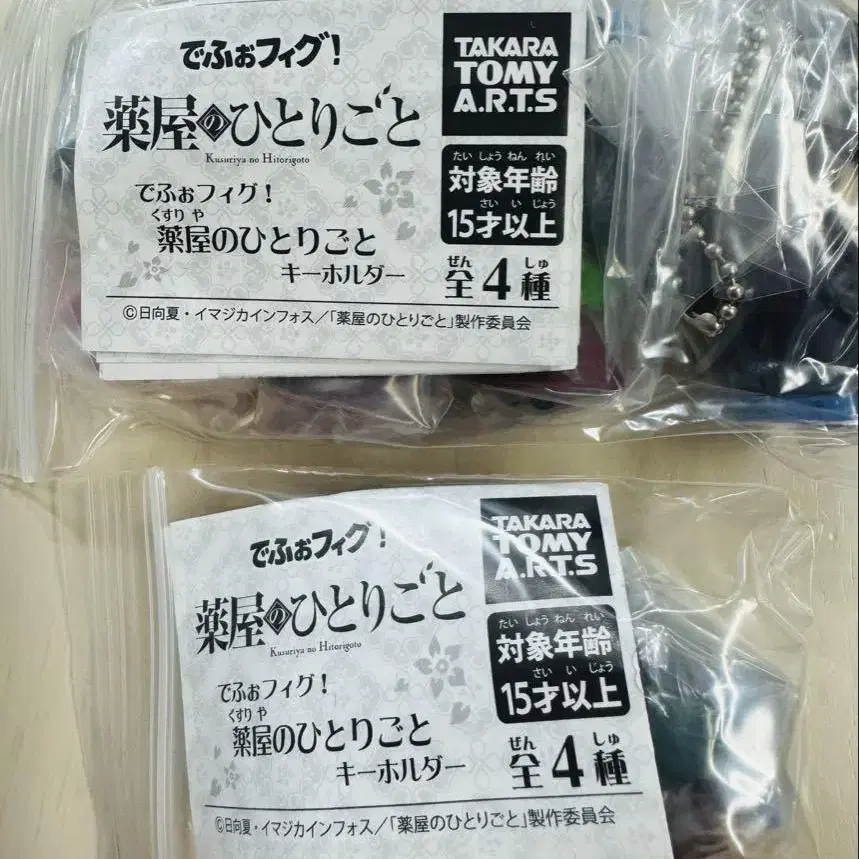 でふぉフィグ!
薬屋のひとりごと
Kusuriya no Hitorigoto
でふぉフィグ!
くすり や
薬屋のひとりごと
キーホルダー
©日向夏・イマジカインフォス/「薬屋のひとりごと」製作委員会
TAKARA
TOMY
A.R.T.S
たい しょう ねん れい
対象年齢
さい い じょう
15才以上
ぜん しゅ
全4種
でふぉフィグ!
薬屋のひとりごと
Kusuriya no Hitorigoto
でふぉフィグ!
くすり や
薬屋のひとりごと
キーホルダー
©日向夏・イマジカインフォス/「薬屋のひとりごと」製作委員会
TAKARA
TOMY
A.R.T.S
たい しょう ねん れい
対象年齢
さい い じょう
15才以上
ぜん しゅ
全4種